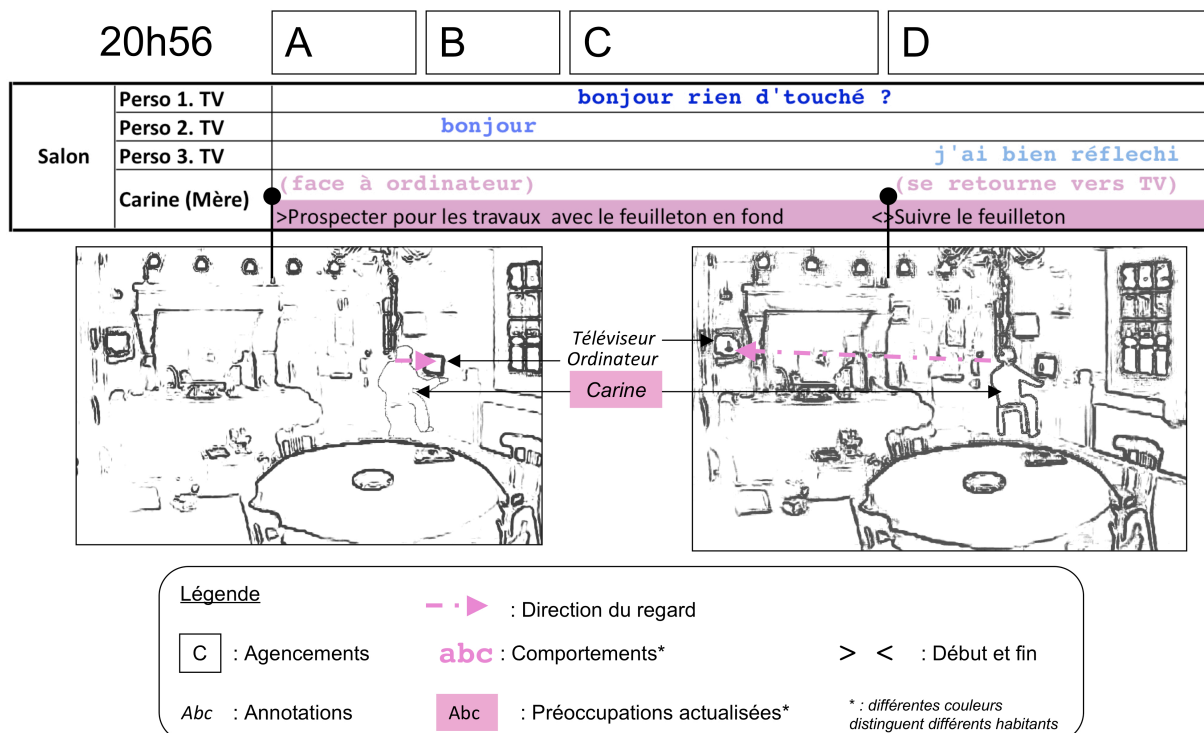 20h56 A B C D
Perso 1. TV bonjour rien d'touché ?
Perso 2. TV bonjour
Salon Perso 3. TV j'ai bien réflechi
Carine (Mère) (face à ordinateur) (se retourne vers TV)
>Prospecter pour les travaux avec le feuilleton en fond <>Suivre le feuilleton
Téléviseur
Ordinateur
Carine
Légende
: Direction du regard
C : Agencements abc : Comportements* > < : Début et fin
Abc : Annotations Abc : Préoccupations actualisées* * : différentes couleurs
distinguent différents habitants